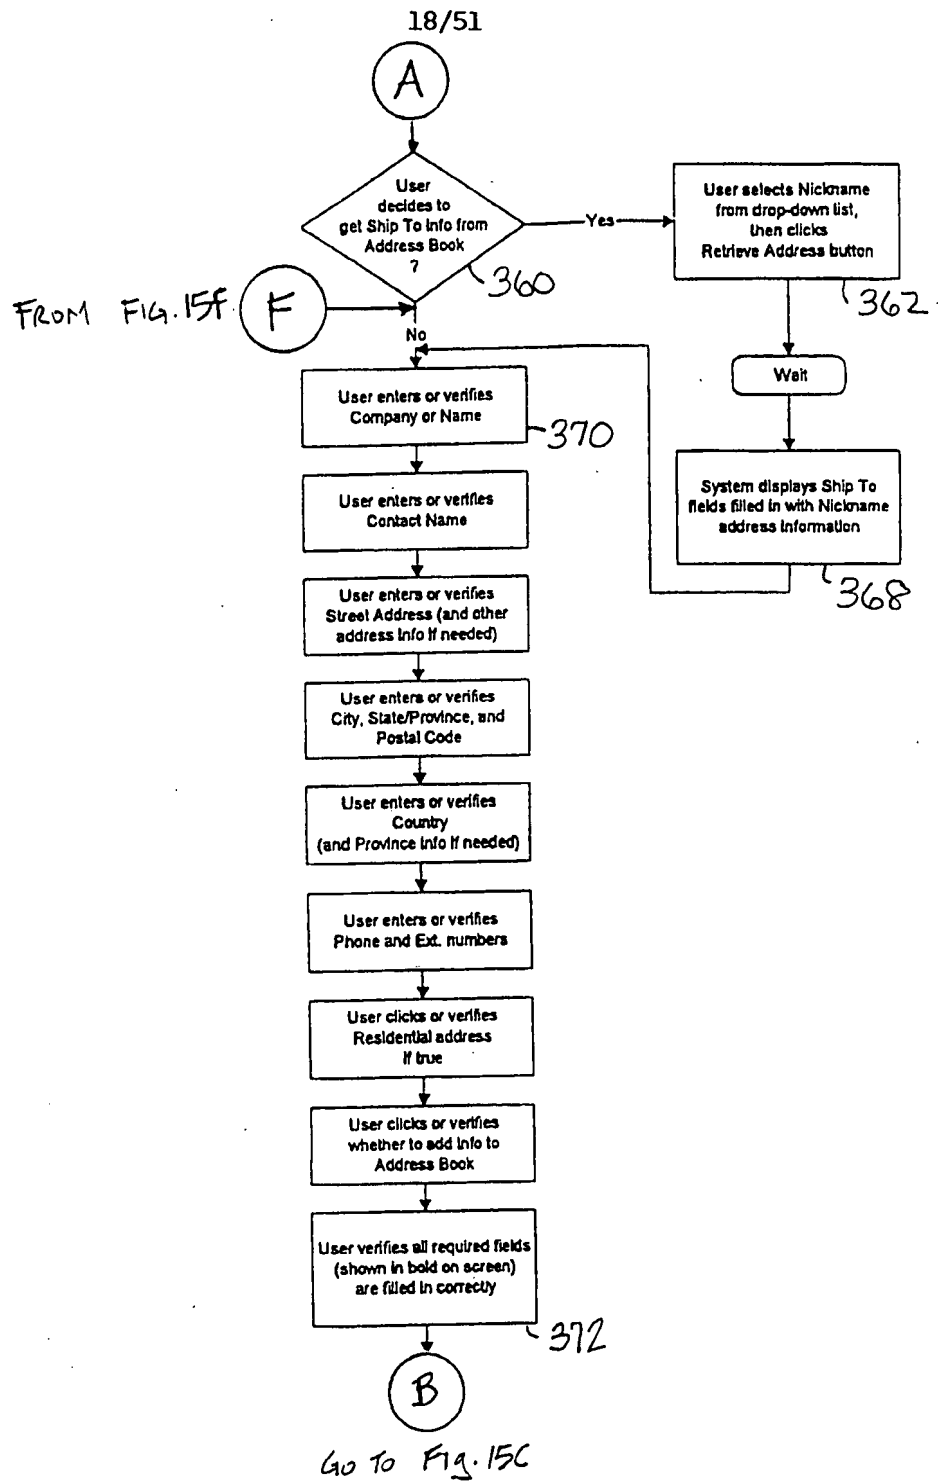 18/51
A
User
decides to
get Ship To Info from
Address Book
?
360
Yes
User selects Nickname
from drop-down list,
then clicks
Retrieve Address button
362
FROM FIG. 15F
F
No
Wait
User enters or verifies
Company or Name
370
System displays Ship To
fields filled in with Nickname
address information
368
User enters or verifies
Contact Name
User enters or verifies
Street Address (and other
address info if needed)
User enters or verifies
City, State/Province, and
Postal Code
User enters or verifies
Country
(and Province info if needed)
User enters or verifies
Phone and Ext. numbers
User clicks or verifies
Residential address
if true
User clicks or verifies
whether to add info to
Address Book
User verifies all required fields
(shown in bold on screen)
are filled in correctly
372
B
GO TO Fig. 15C